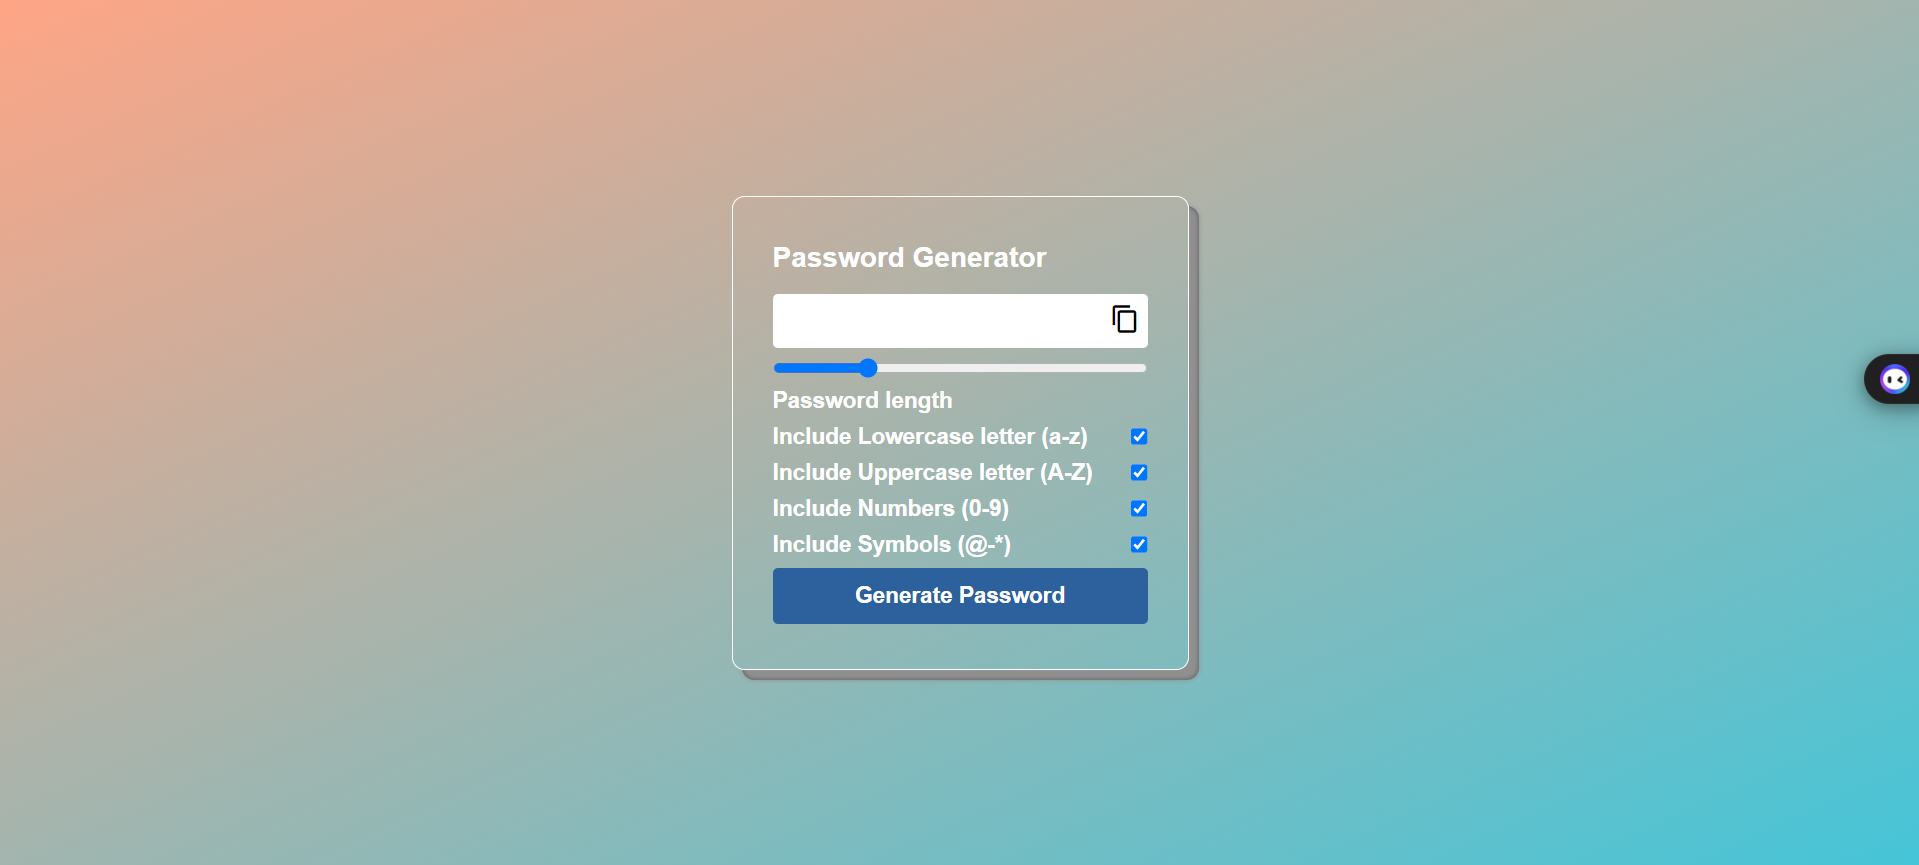 Password Generator
Password length
Include Lowercase letter (a-z)
Include Uppercase letter (A-Z)
Include Numbers (0-9)
Include Symbols (@-*)
Generate Password